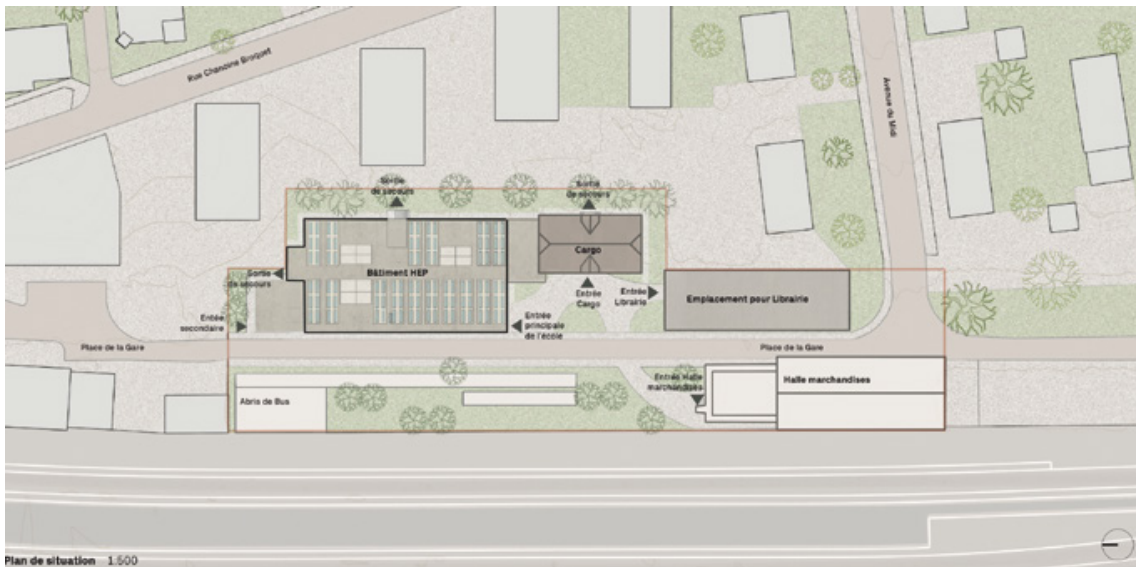 Rue Chanoine Broquet
Avenue du Midi
Sortie
de secours
Sortie
de secours
Cargo
Bâtiment HEP
Sortie
de secours
Entrée
Cargo
Entrée
Librairie
Emplacement pour Librairie
Entée
secondaire
Entrée
principale
de l'école
Place de la Gare
Place de la Gare
Entrée Halle
marchandises
Halle marchandises
Abris de Bus
Plan de situation 1:500